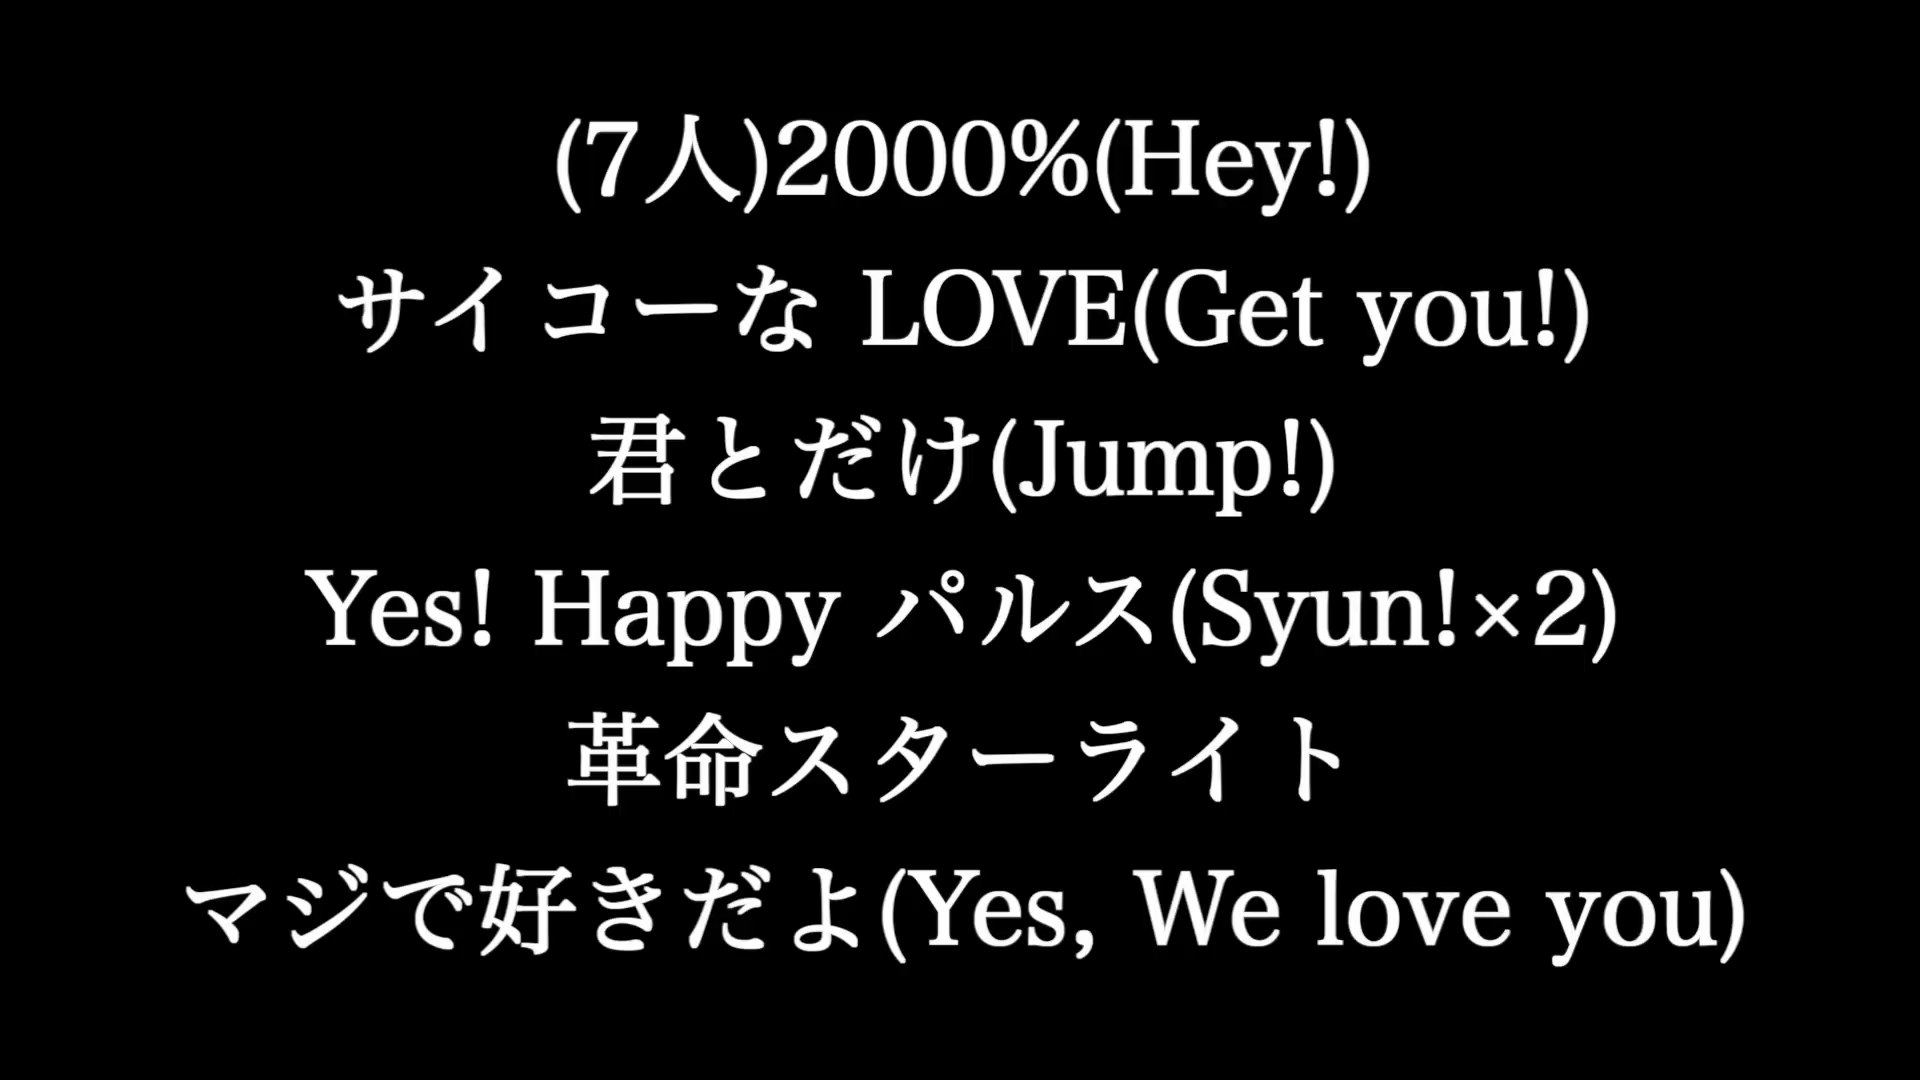 (7人)2000%(Hey!)
サイコーな LOVE(Get you!)
君とだけ(Jump!)
Yes! Happy パルス(Syun!×2)
革命スターライト
マジで好きだよ(Yes, We love you)